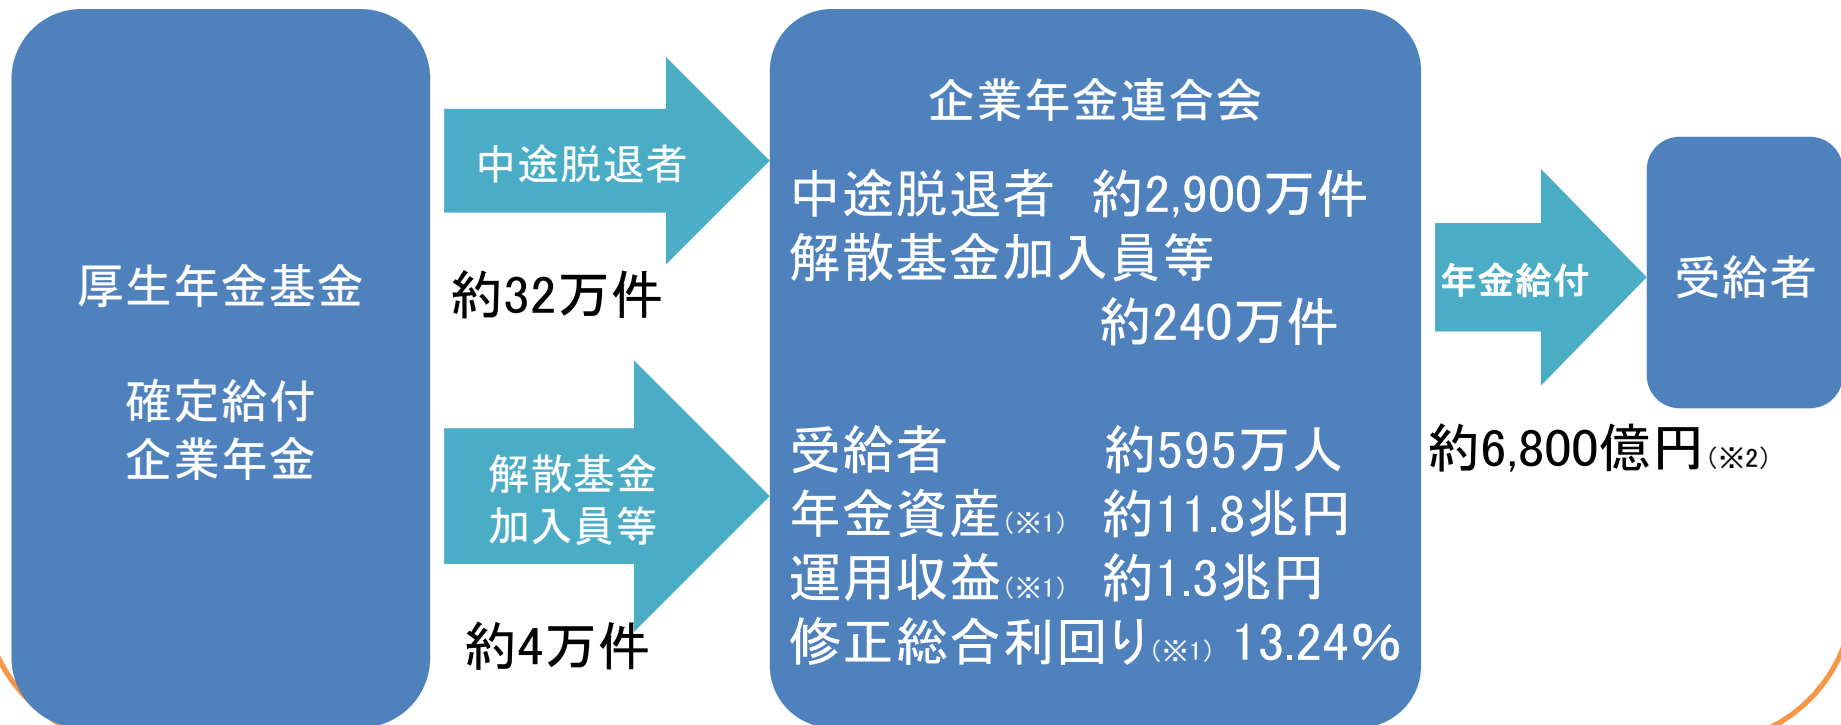 厚生年金基金
確定給付
企業年金
中途脱退者
約32万件
解散基金
加入員等
約4万件
企業年金連合会
中途脱退者 約2,900万件
解散基金加入員等
約240万件
受給者 約595万人
年金資産(※1) 約11.8兆円
運用収益(※1) 約1.3兆円
修正総合利回り(※1) 13.24%
年金給付
約6,800億円(※2)
受給者